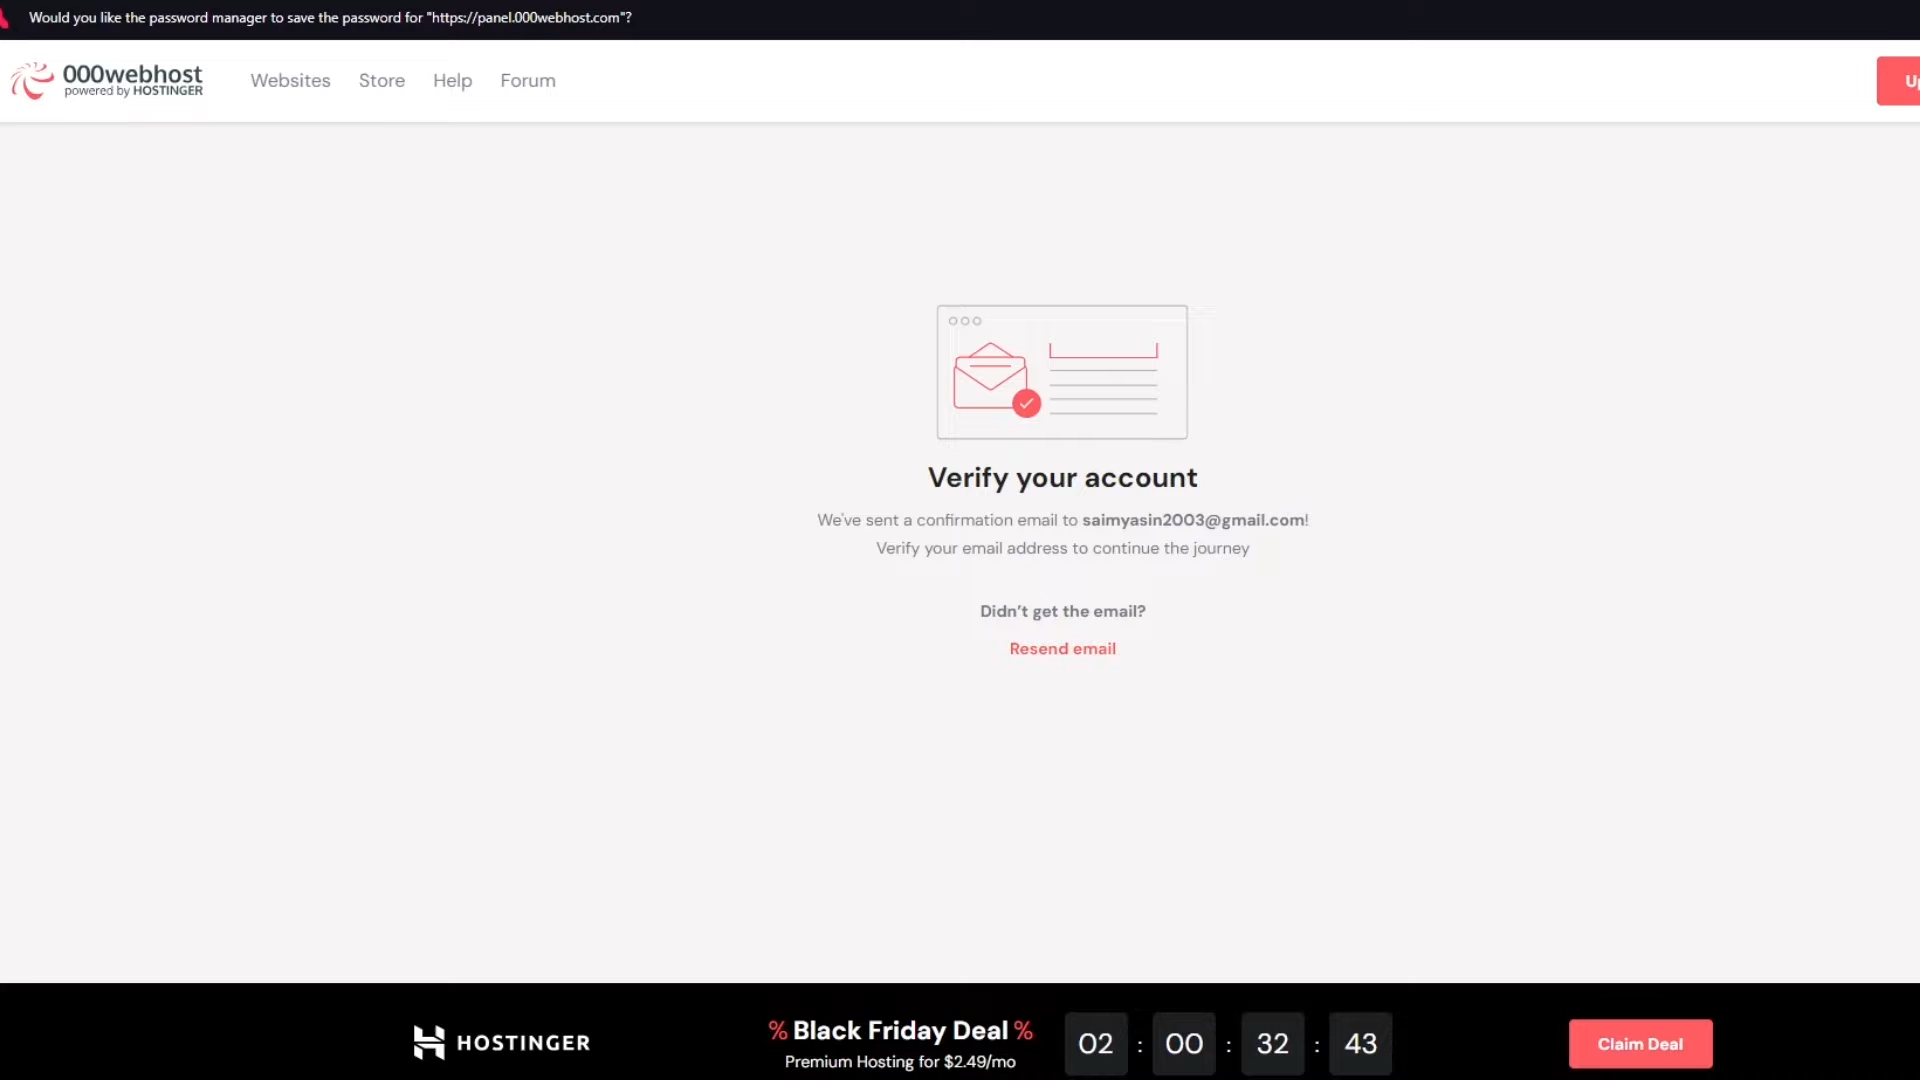 Would you like the password manager to save the password for "https://panel.000webhost.com"?
000webhost
powered by HOSTINGER
Websites Store Help Forum
Verify your account
We've sent a confirmation email to saimyasin2003@gmail.com!
Verify your email address to continue the journey
Didn't get the email?
Resend email
HOSTINGER
% Black Friday Deal %
Premium Hosting for $2.49/mo
02 : 00 : 32 : 43
Claim Deal